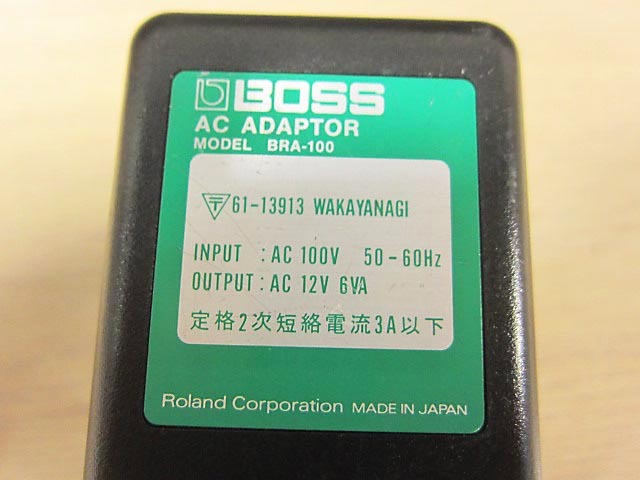 BOSS
AC ADAPTOR
MODEL BRA-100
〒 61-13913 WAKAYANAGI
INPUT : AC 100V 50-60Hz
OUTPUT : AC 12V 6VA
定格2次短絡電流3A以下
Roland Corporation MADE IN JAPAN